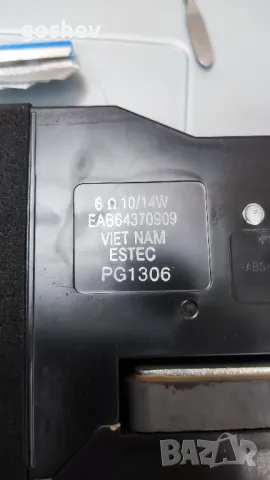 goshev
6 Ω 10/14W
EAB64370909
VIET NAM
ESTEC
PG1306
ABS
BAZAR